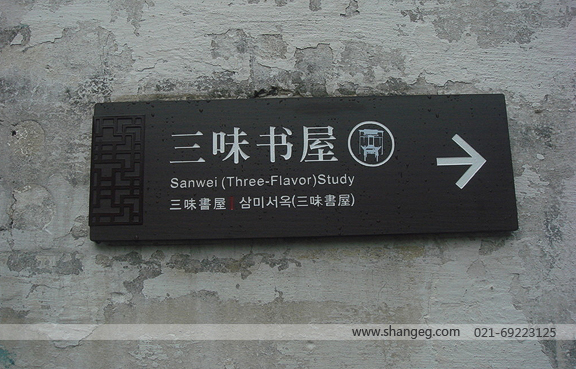 三味书屋
Sanwei (Three-Flavor)Study
三味書屋 삼미서옥(三味書屋)
www.shangeg.com 021-69223125